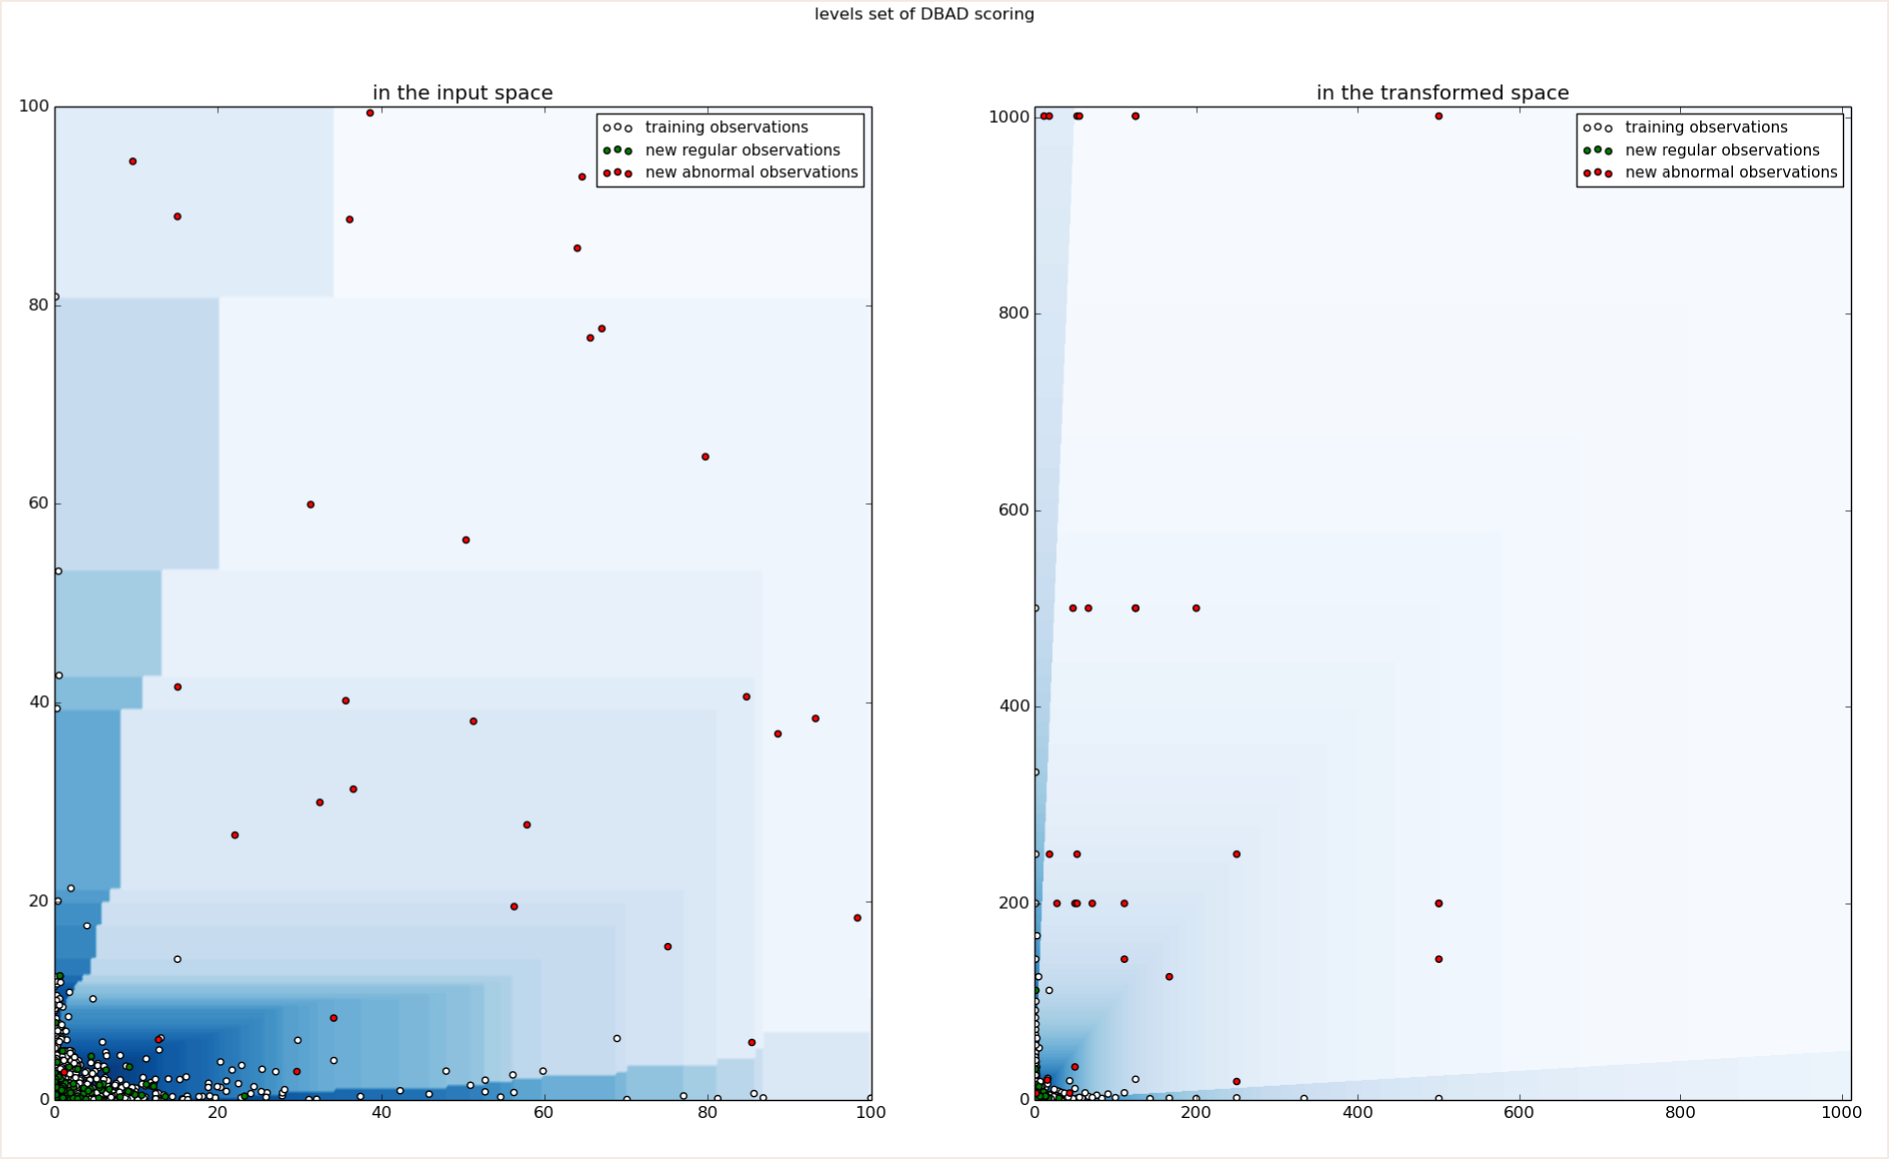 levels set of DBAD scoring
in the input space
100
80
60
40
20
0
0 20 40 60 80 100
training observations
new regular observations
new abnormal observations
in the transformed space
1000
800
600
400
200
0
0 200 400 600 800 1000
training observations
new regular observations
new abnormal observations